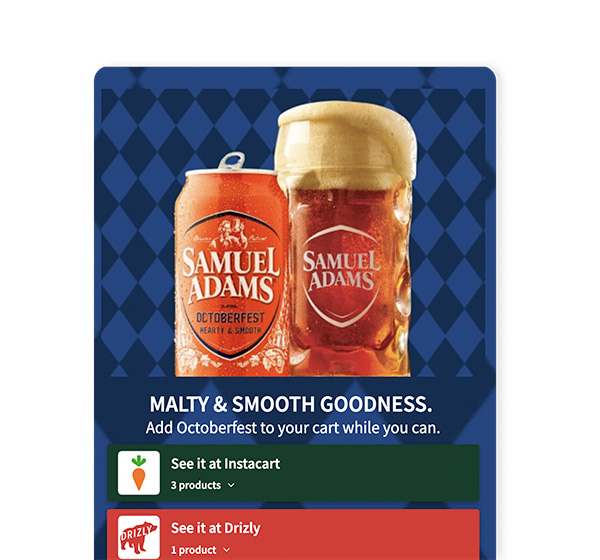 SAMUEL
ADAMS
OCTOBERFEST
HEARTY & SMOOTH
SAMUEL
ADAMS
MALTY & SMOOTH GOODNESS.
Add Octoberfest to your cart while you can.
See it at Instacart
3 products
DRIZLY
See it at Drizly
1 product